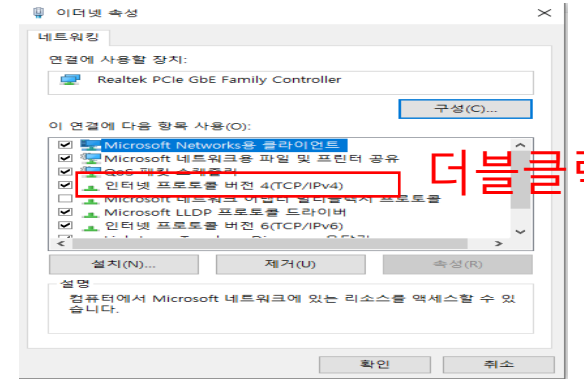 이더넷 속성
네트워킹
연결에 사용할 장치:
Realtek PCIe GbE Family Controller
구성(C)...
이 연결에 다음 항목 사용(O):
Microsoft Networks용 클라이언트
Microsoft 네트워크용 파일 및 프린터 공유
QoS 패킷 스케줄러
인터넷 프로토콜 버전 4(TCP/IPv4)
Microsoft 네트워크 어댑터 멀티플렉서 프로토콜
Microsoft LLDP 프로토콜 드라이버
인터넷 프로토콜 버전 6(TCP/IPv6)
더블클릭
설치(N)...
제거(U)
속성(R)
설명
컴퓨터에서 Microsoft 네트워크에 있는 리소스를 액세스할 수 있
습니다.
확인
취소